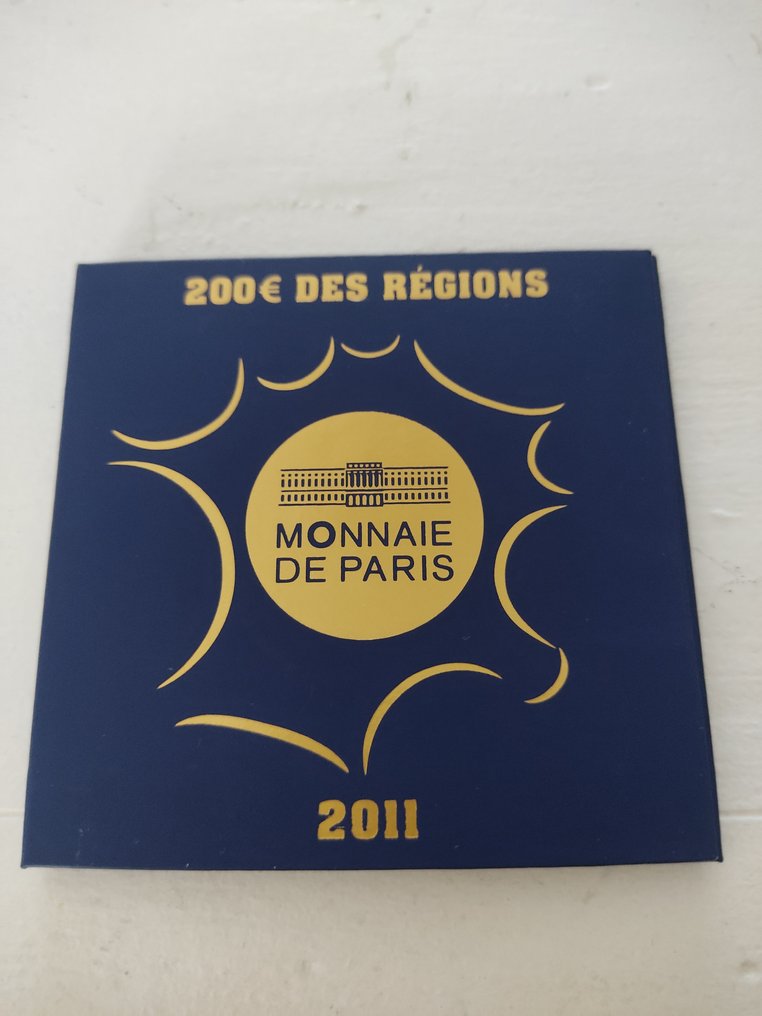 200€ DES RÉGIONS
MONNAIE
DE PARIS
2011